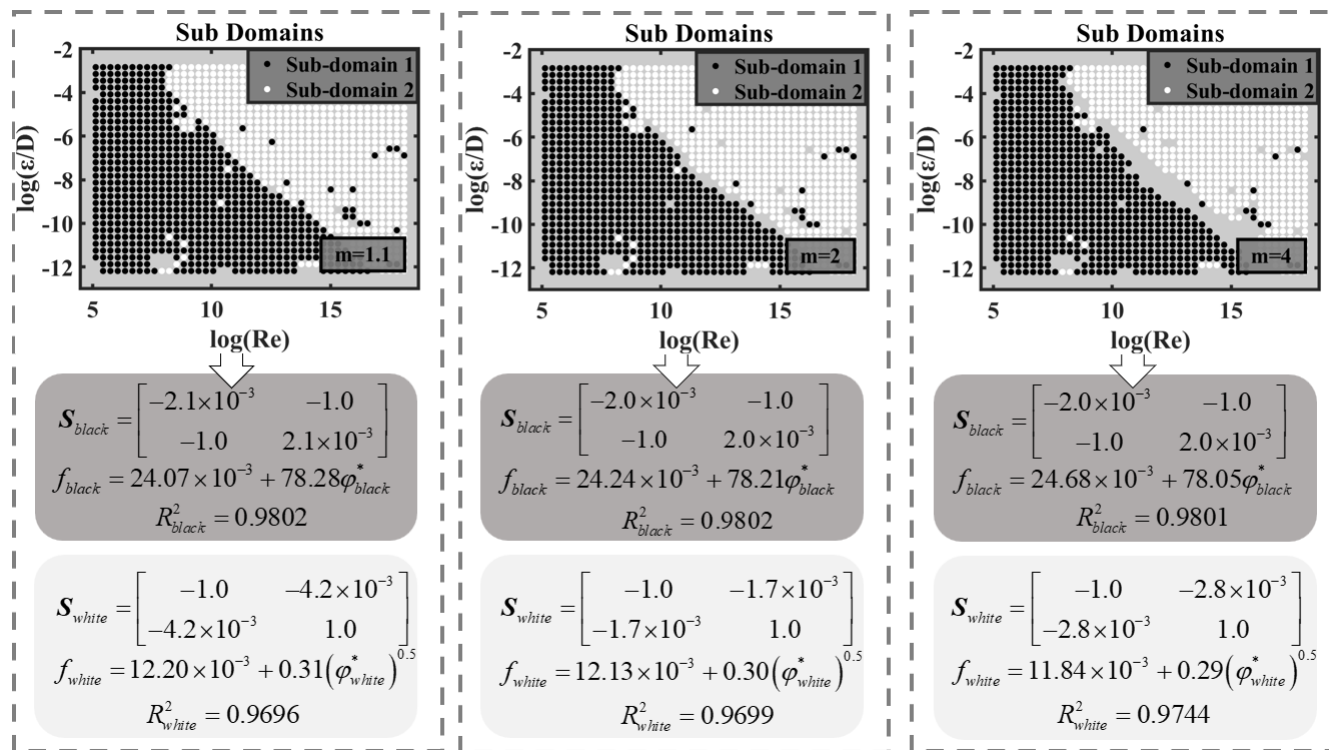 Sub Domains
-2
-4
-6
-8
-10
-12
log(ε/D)
• Sub-domain 1
• Sub-domain 2
m=1.1
5 10 15
log(Re)
S_black = [−2.1×10⁻³ −1.0
−1.0 2.1×10⁻³]
f_black = 24.07×10⁻³ + 78.28φ*_black
R²_black = 0.9802
S_white = [−1.0 −4.2×10⁻³
−4.2×10⁻³ 1.0]
f_white = 12.20×10⁻³ + 0.31(φ*_white)^0.5
R²_white = 0.9696
Sub Domains
-2
-4
-6
-8
-10
-12
log(ε/D)
• Sub-domain 1
• Sub-domain 2
m=2
5 10 15
log(Re)
S_black = [−2.0×10⁻³ −1.0
−1.0 2.0×10⁻³]
f_black = 24.24×10⁻³ + 78.21φ*_black
R²_black = 0.9802
S_white = [−1.0 −1.7×10⁻³
−1.7×10⁻³ 1.0]
f_white = 12.13×10⁻³ + 0.30(φ*_white)^0.5
R²_white = 0.9699
Sub Domains
-2
-4
-6
-8
-10
-12
log(ε/D)
• Sub-domain 1
• Sub-domain 2
m=4
5 10 15
log(Re)
S_black = [−2.0×10⁻³ −1.0
−1.0 2.0×10⁻³]
f_black = 24.68×10⁻³ + 78.05φ*_black
R²_black = 0.9801
S_white = [−1.0 −2.8×10⁻³
−2.8×10⁻³ 1.0]
f_white = 11.84×10⁻³ + 0.29(φ*_white)^0.5
R²_white = 0.9744